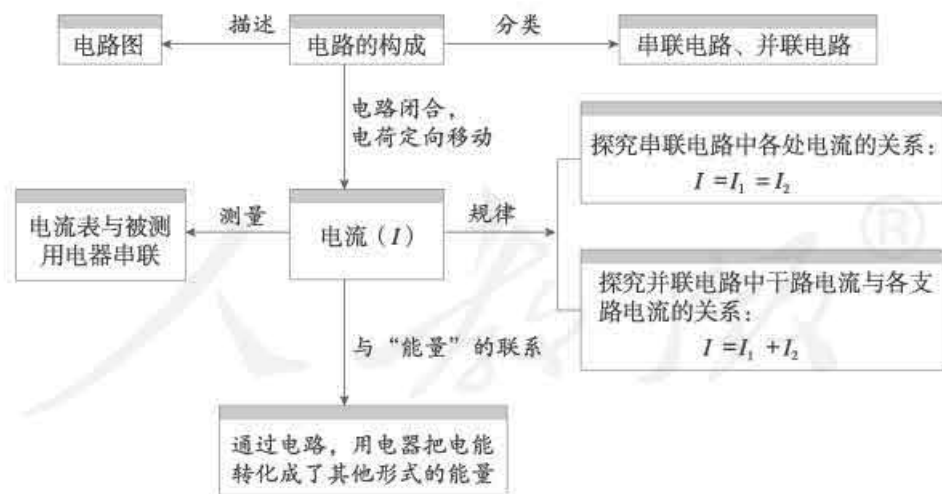 描述
分类
电路图
电路的构成
串联电路、并联电路
电路闭合，
电荷定向移动
探究串联电路中各处电流的关系：
I = I₁ = I₂
测量
规律
电流表与被测
用电器串联
电流（I）
探究并联电路中干路电流与各支
路电流的关系：
I = I₁ + I₂
与“能量”的联系
通过电路，用电器把电能
转化成了其他形式的能量
人教版®